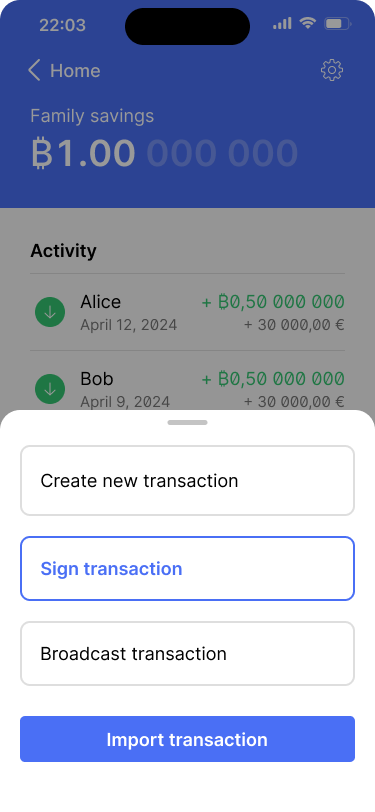 22:03
Home
Family savings
₿1.00 000 000
Activity
Alice
+ ₿0,50 000 000
April 12, 2024
+ 30 000,00 €
Bob
+ ₿0,50 000 000
April 9, 2024
+ 30 000,00 €
Create new transaction
Sign transaction
Broadcast transaction
Import transaction